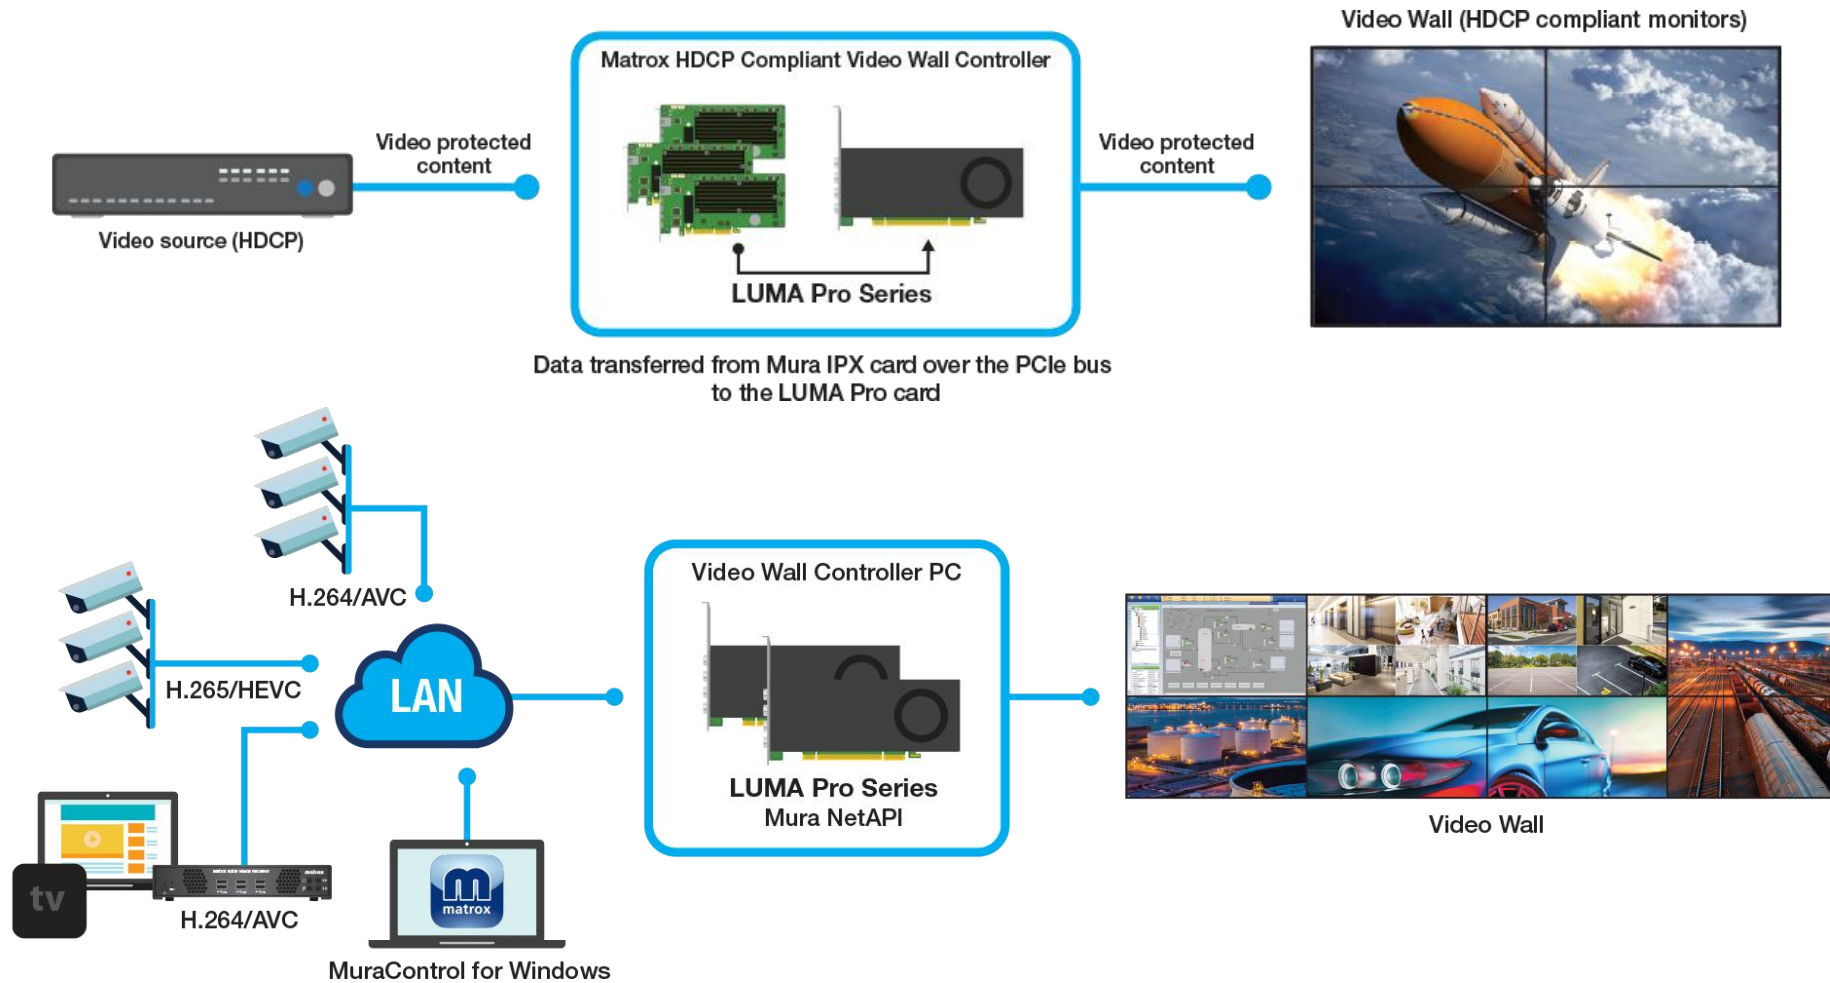 Video Wall (HDCP compliant monitors)
Matrox HDCP Compliant Video Wall Controller
Video protected
content
Video protected
content
Video source (HDCP)
LUMA Pro Series
Data transferred from Mura IPX card over the PCIe bus
to the LUMA Pro card
H.264/AVC
Video Wall Controller PC
H.265/HEVC
LAN
LUMA Pro Series
Mura NetAPI
Video Wall
tv
matrox
H.264/AVC
matrox
MuraControl for Windows